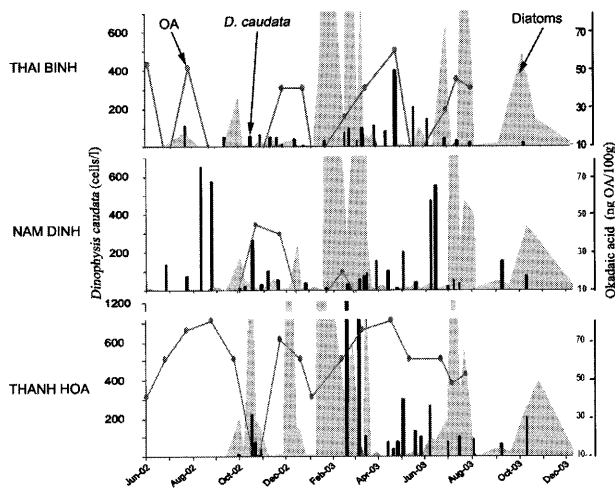 OA
D. caudata
Diatoms
THAI BINH
600
400
200
80
70
50
30
10
NAM DINH
600
400
200
70
50
30
10
THANH HOA
1200
600
400
200
70
50
30
10
Dinophysis caudata (cells/l)
Okadaic acid (ng OA/100g)
Jun-02
Aug-02
Oct-02
Dec-02
Feb-03
Apr-03
Jun-03
Aug-03
Oct-03
Dec-03